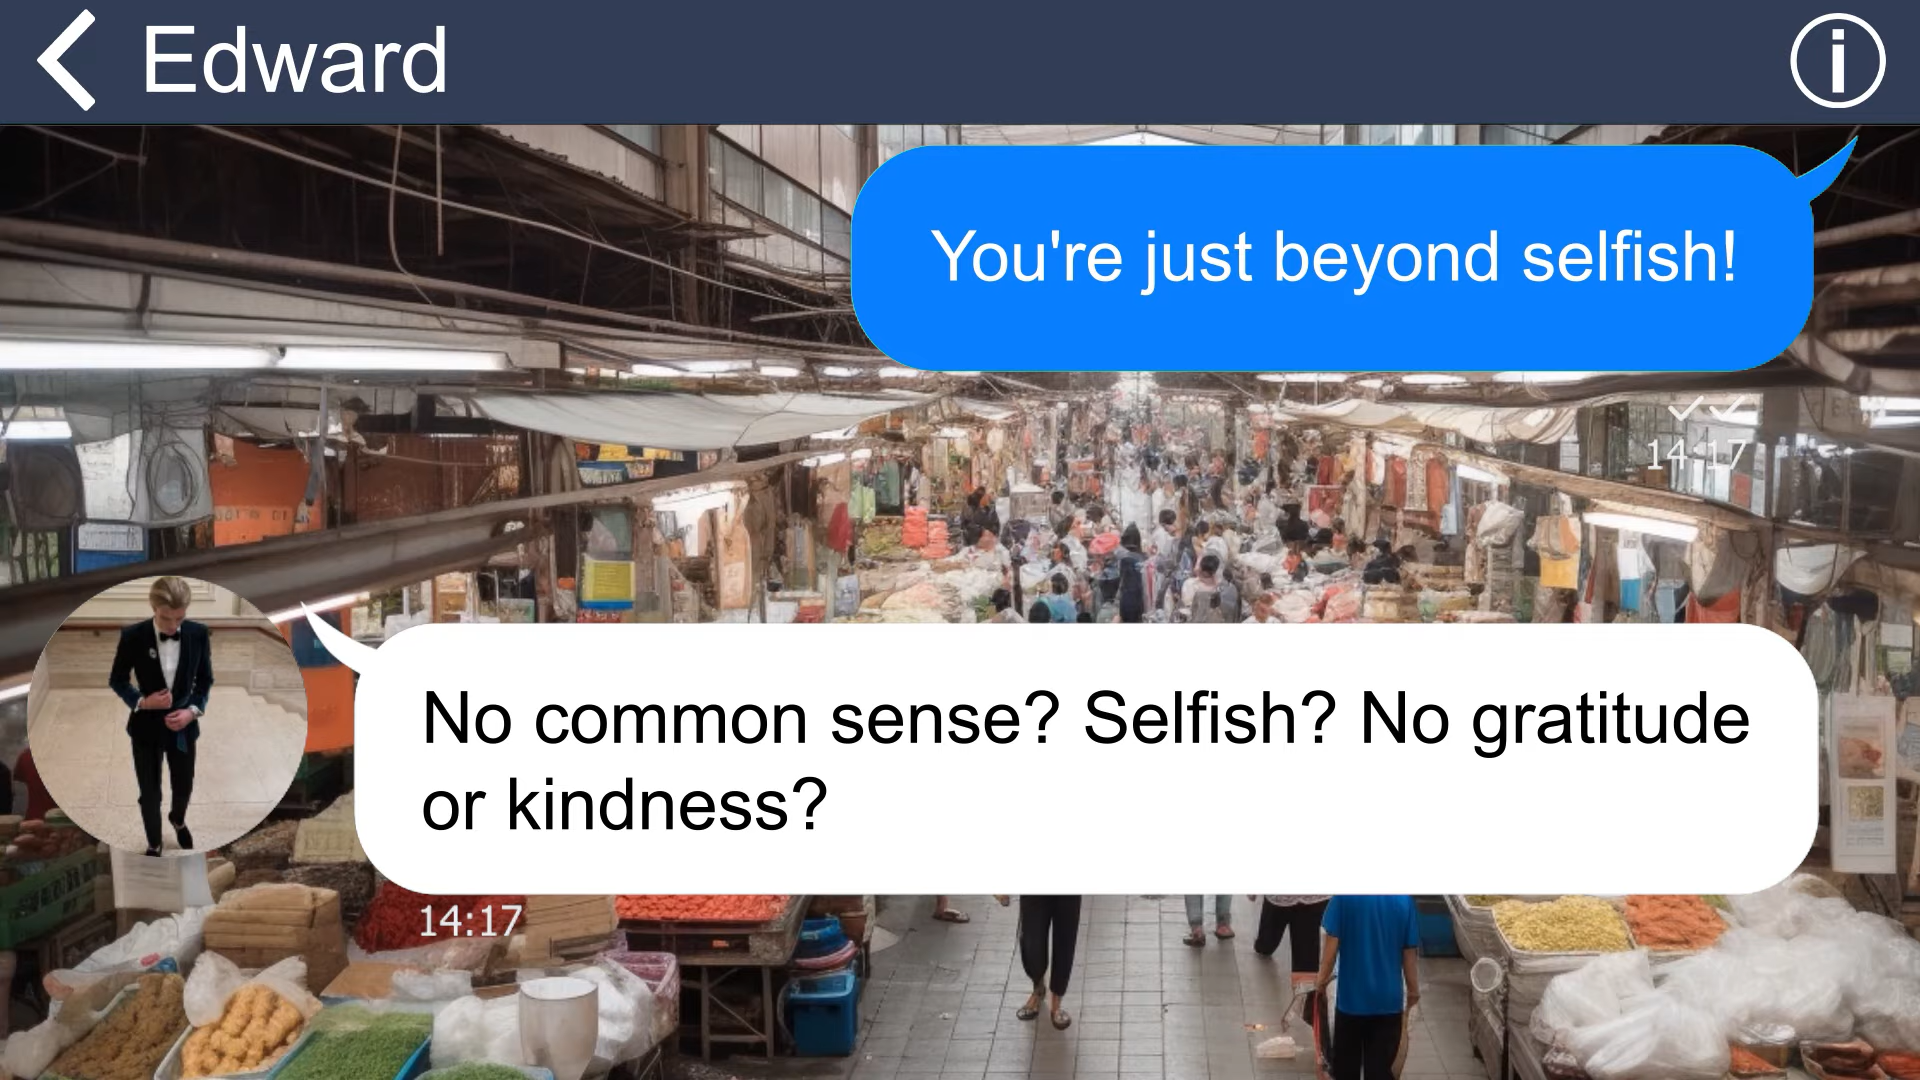 Edward
You're just beyond selfish!
14:17
No common sense? Selfish? No gratitude
or kindness?
14:17